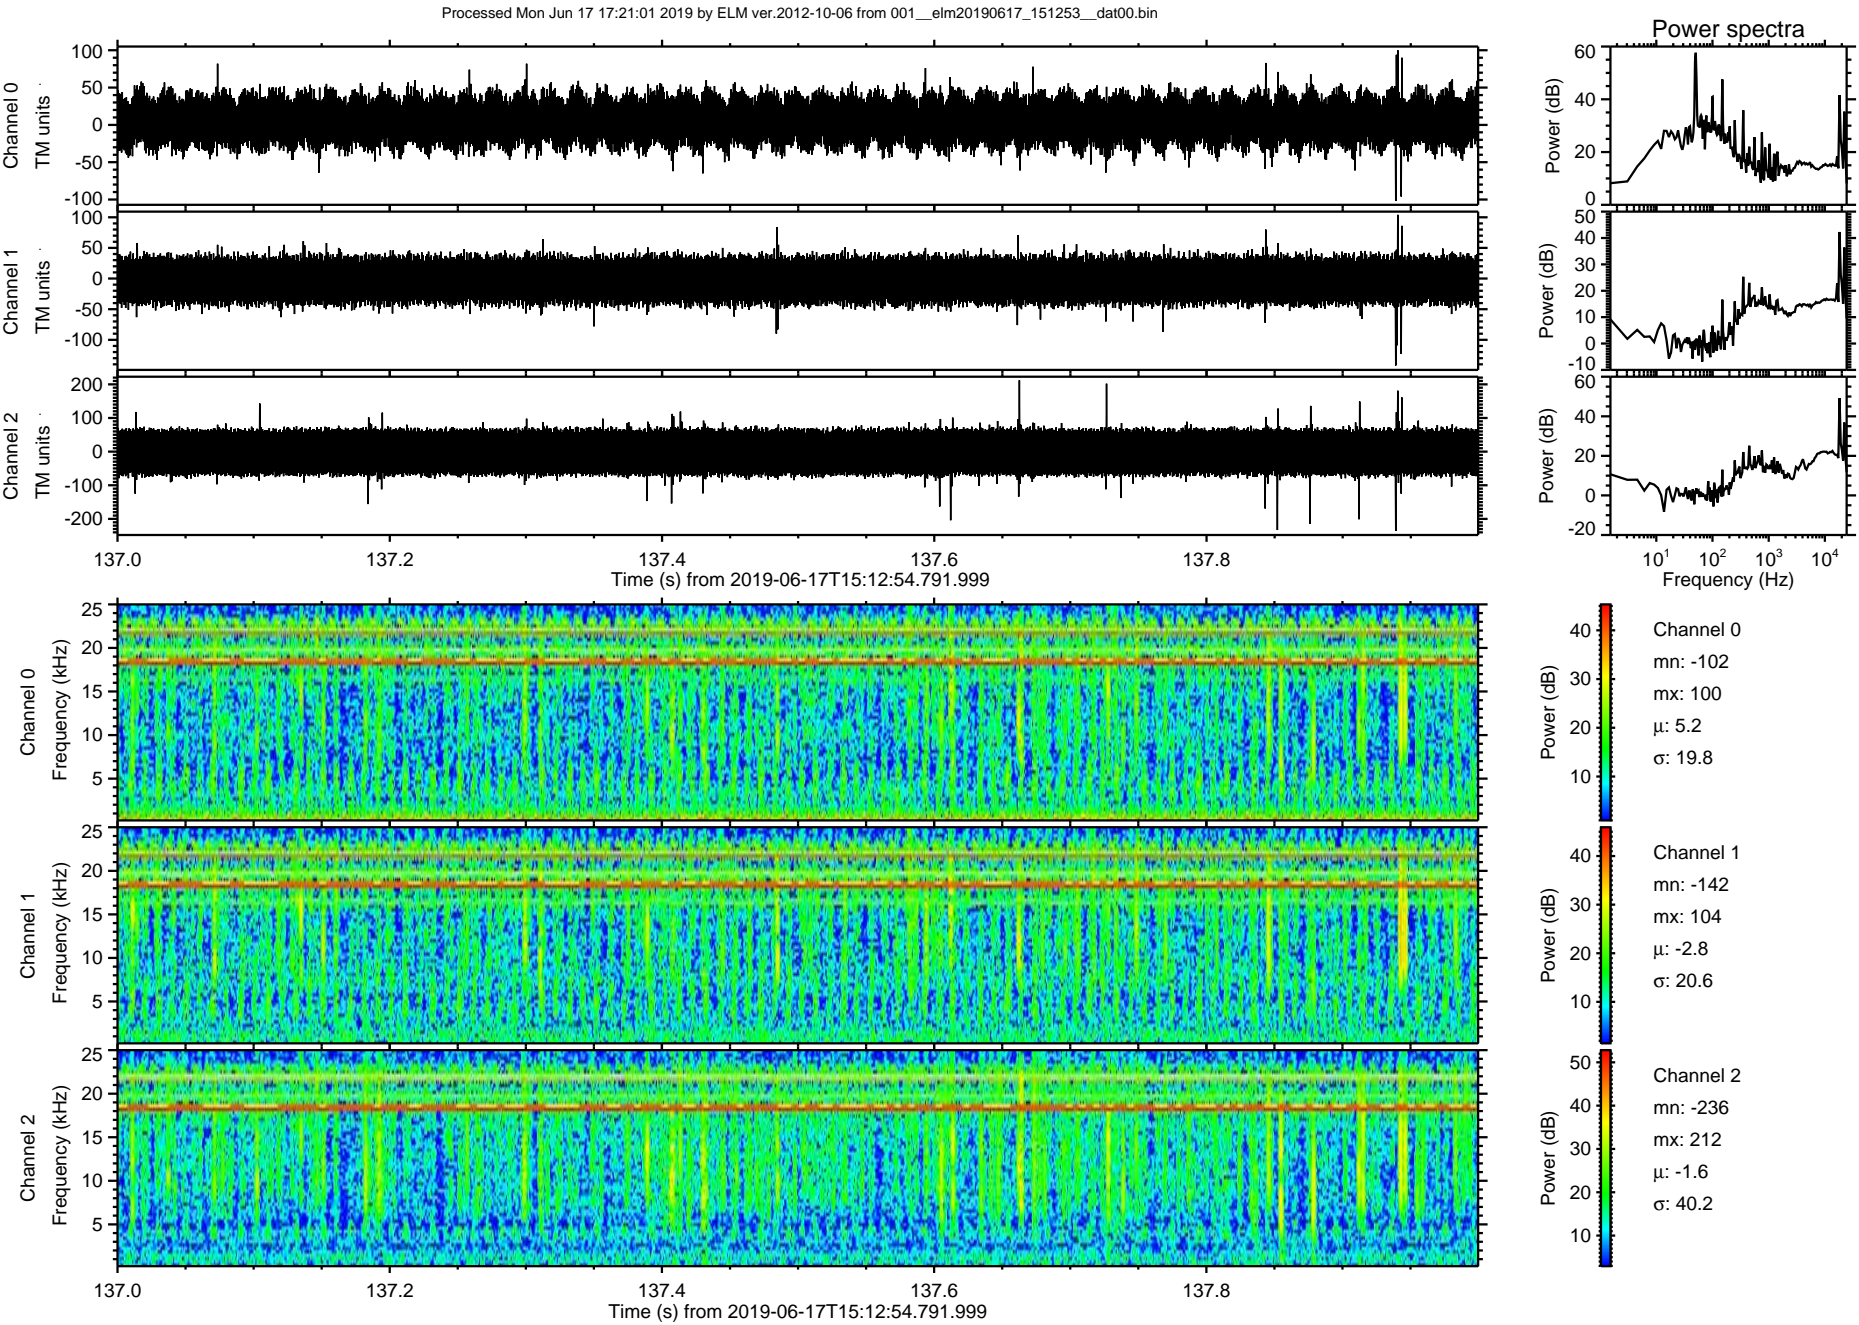 Processed Mon Jun 17 17:21:01 2019 by ELM ver.2012-10-06 from 001__elm20190617_151253__dat00.bin
Power spectra
Channel 0
TM units
100
50
0
-50
-100
Power (dB)
60
40
20
0
Channel 1
TM units
100
50
0
-50
-100
Power (dB)
50
40
30
20
10
0
-10
Channel 2
TM units
200
100
0
-100
-200
Power (dB)
60
40
20
0
-20
137.0 137.2 137.4 137.6 137.8
Time (s) from 2019-06-17T15:12:54.791.999
10^1 10^2 10^3 10^4
Frequency (Hz)
Channel 0
Frequency (kHz)
25
20
15
10
5
Power (dB)
40
30
20
10
Channel 0
mn: -102
mx: 100
μ: 5.2
σ: 19.8
Channel 1
Frequency (kHz)
25
20
15
10
5
Power (dB)
40
30
20
10
Channel 1
mn: -142
mx: 104
μ: -2.8
σ: 20.6
Channel 2
Frequency (kHz)
25
20
15
10
5
Power (dB)
50
40
30
20
10
Channel 2
mn: -236
mx: 212
μ: -1.6
σ: 40.2
137.0 137.2 137.4 137.6 137.8
Time (s) from 2019-06-17T15:12:54.791.999